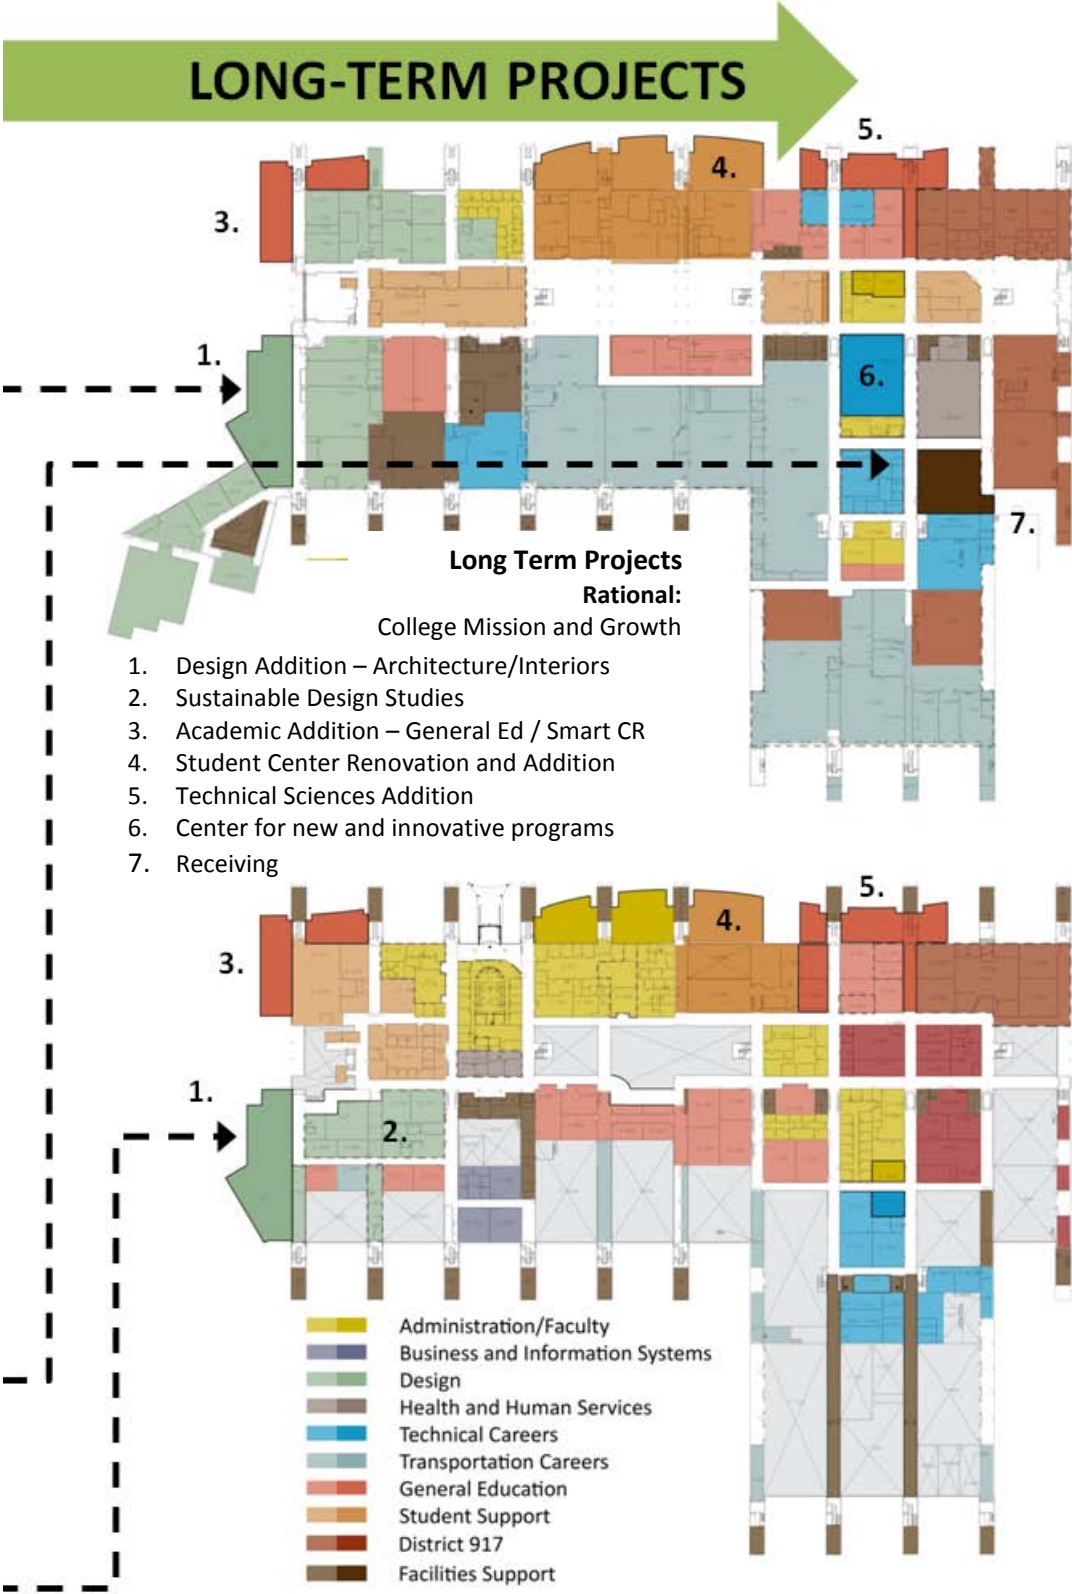 LONG-TERM PROJECTS
5.
4.
3.
1.
6.
7.
Long Term Projects
Rational:
College Mission and Growth
1. Design Addition – Architecture/Interiors
2. Sustainable Design Studies
3. Academic Addition – General Ed / Smart CR
4. Student Center Renovation and Addition
5. Technical Sciences Addition
6. Center for new and innovative programs
7. Receiving
5.
4.
3.
1.
2.
Administration/Faculty
Business and Information Systems
Design
Health and Human Services
Technical Careers
Transportation Careers
General Education
Student Support
District 917
Facilities Support